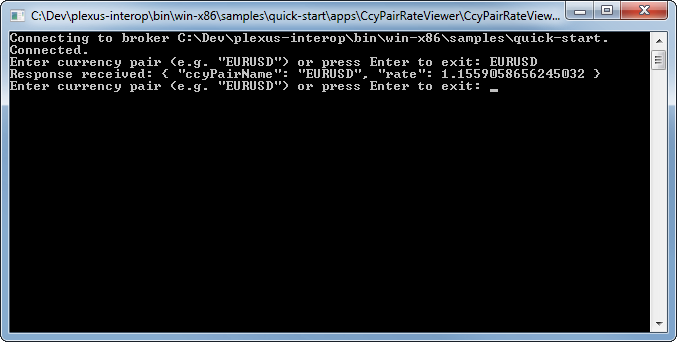 C:\Dev\plexus-interop\bin\win-x86\samples\quick-start\apps\CcyPairRateViewer\CcyPairRateView...
Connecting to broker C:\Dev\plexus-interop\bin\win-x86\samples\quick-start.
Connected.
Enter currency pair (e.g. "EURUSD") or press Enter to exit: EURUSD
Response received: { "ccyPairName": "EURUSD", "rate": 1.1559058656245032 }
Enter currency pair (e.g. "EURUSD") or press Enter to exit: _